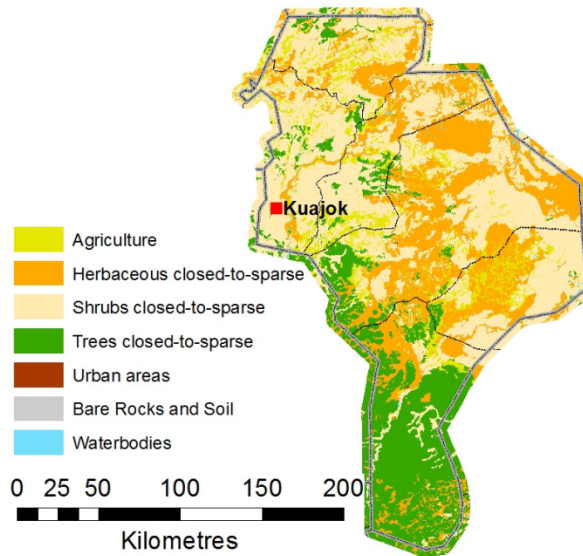 Kuajok
Agriculture
Herbaceous closed-to-sparse
Shrubs closed-to-sparse
Trees closed-to-sparse
Urban areas
Bare Rocks and Soil
Waterbodies
0 25 50 100 150 200
Kilometres